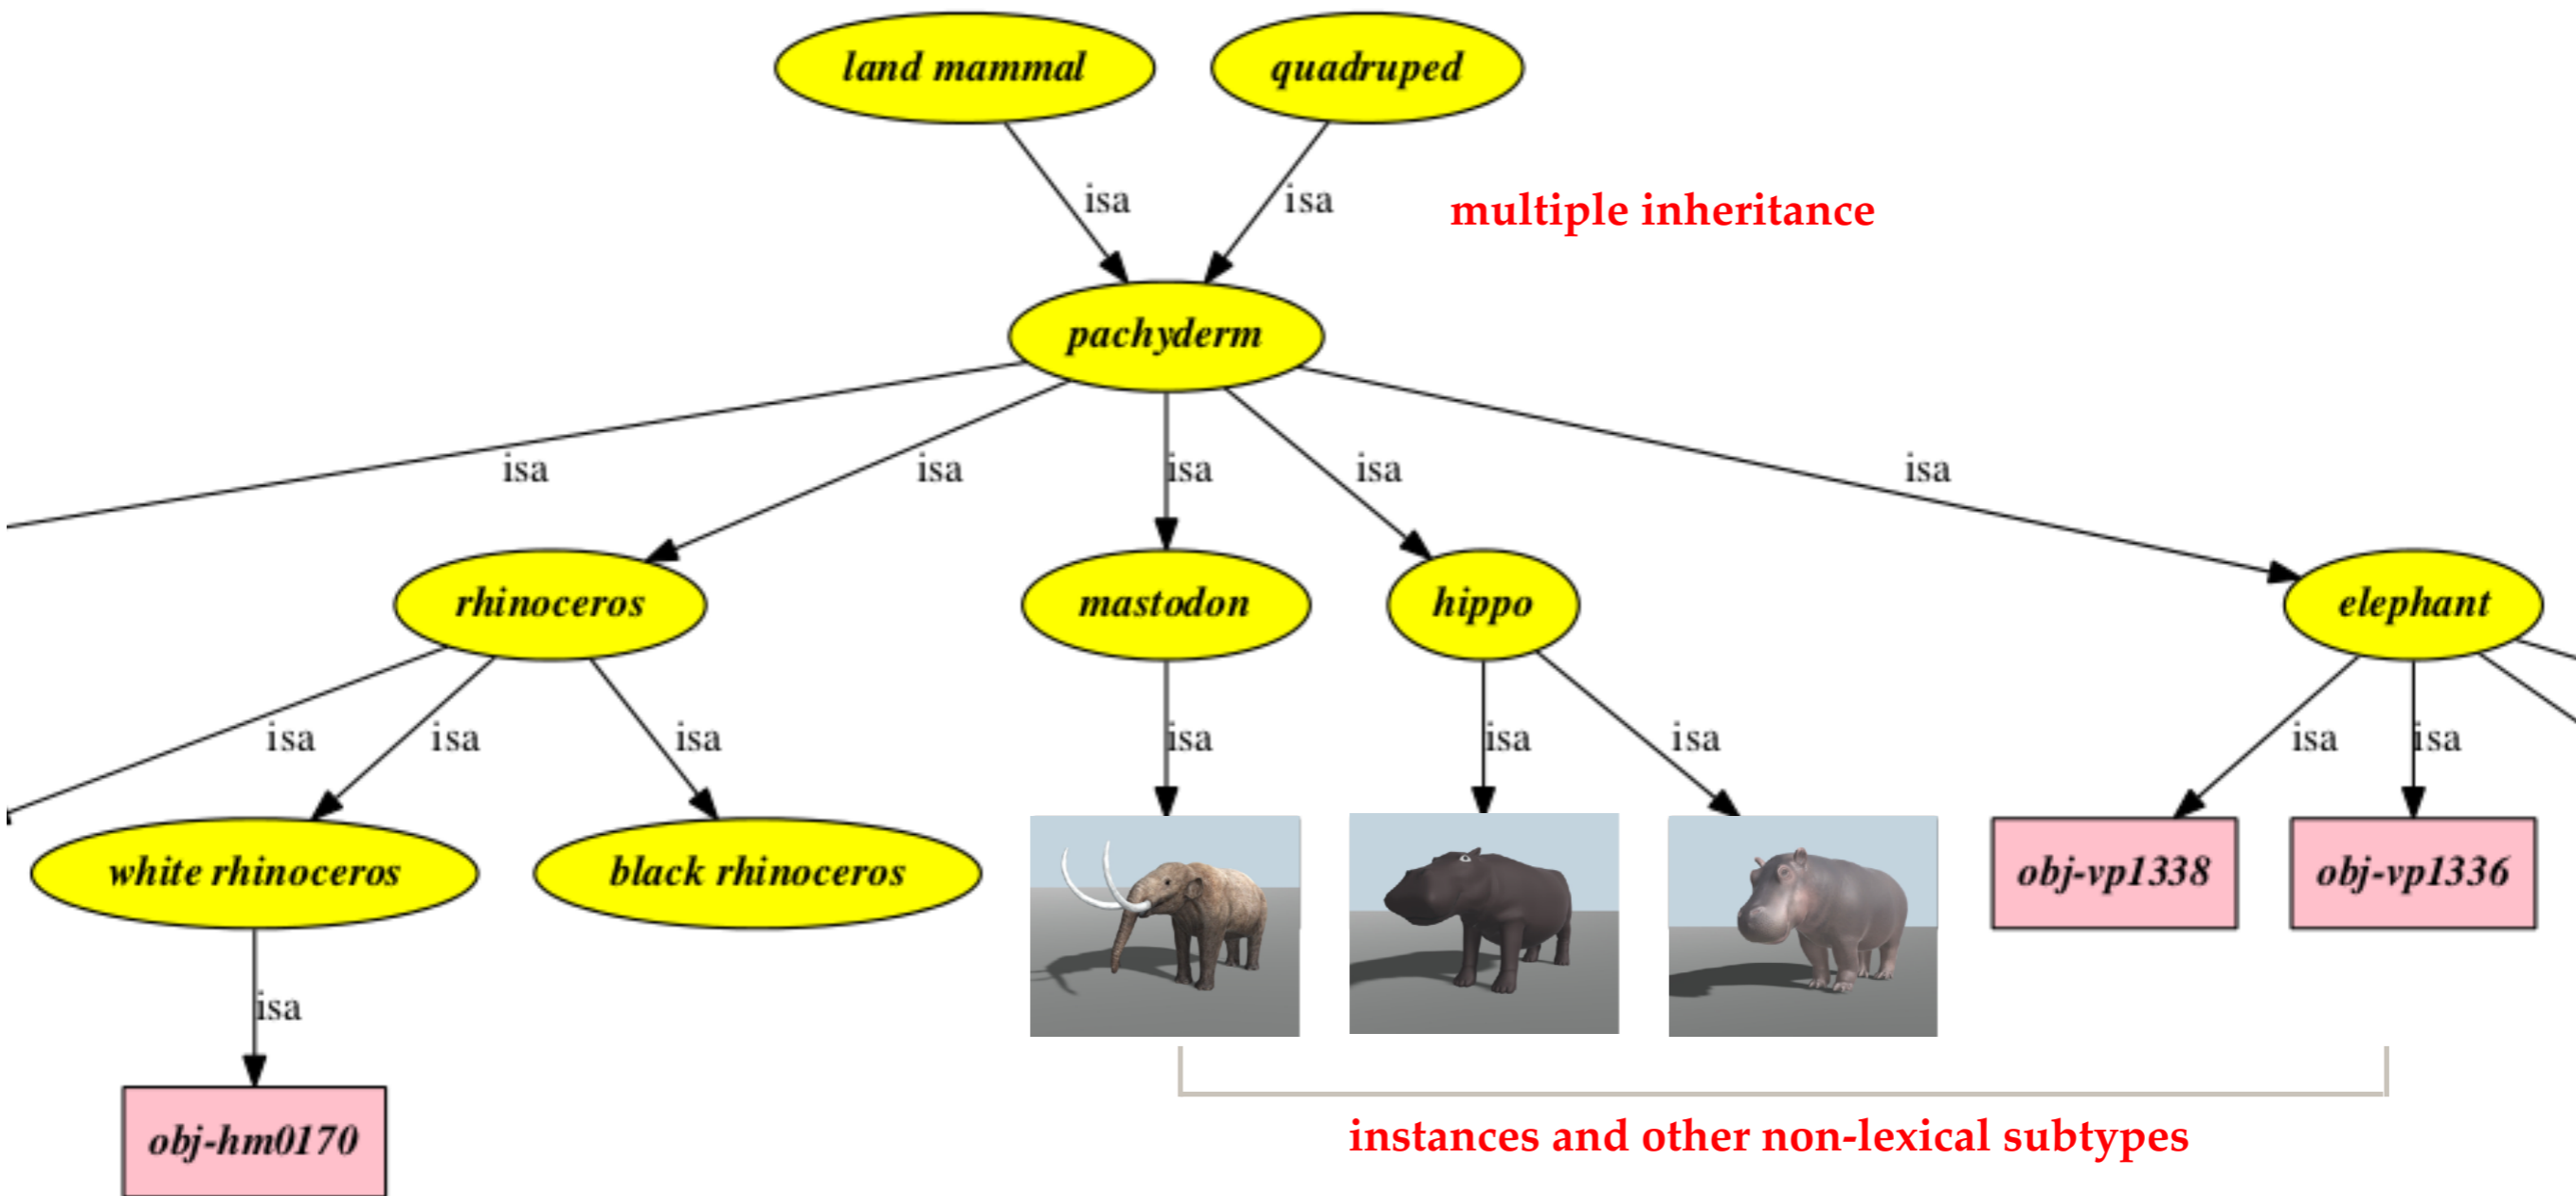 land mammal
quadruped
isa
isa
multiple inheritance
pachyderm
isa
isa
isa
isa
isa
rhinoceros
mastodon
hippo
elephant
isa
isa
isa
isa
isa
isa
isa
isa
white rhinoceros
black rhinoceros
obj-vp1338
obj-vp1336
isa
obj-hm0170
instances and other non-lexical subtypes